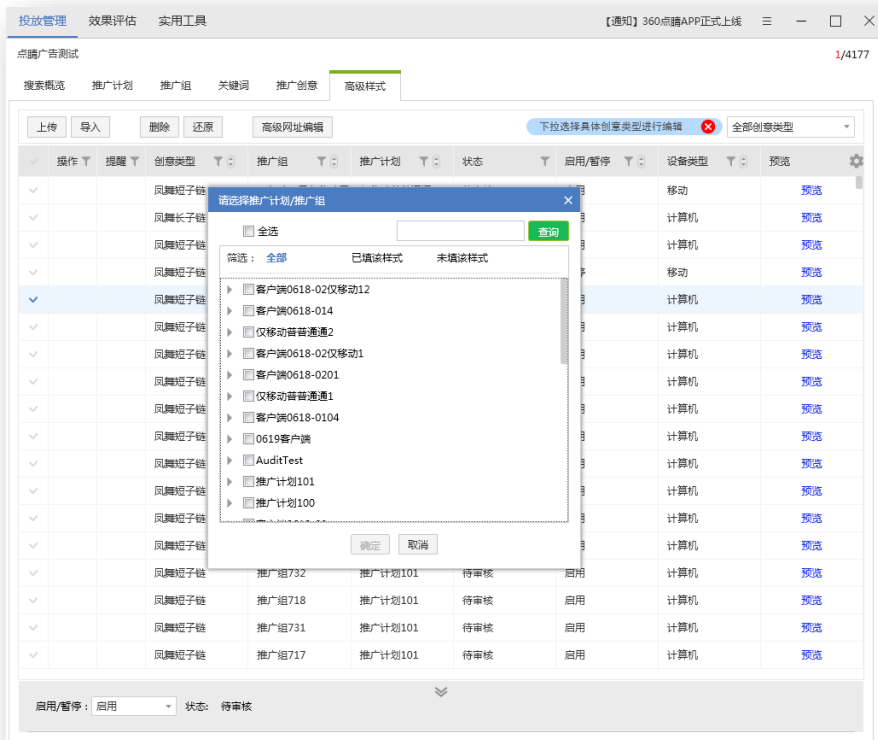 投放管理 效果评估 实用工具 【通知】360点睛APP正式上线
点睛广告测试 1/4177
搜索概览 推广计划 推广组 关键词 推广创意 高级样式
上传 导入 删除 还原 高级网址编辑 下拉选择具体创意类型进行编辑 全部创意类型
操作 提醒 创意类型 推广组 推广计划 状态 启用/暂停 设备类型 预览
凤舞短子链 移动 预览
凤舞长子链 计算机 预览
凤舞短子链 计算机 预览
凤舞短子链 移动 预览
凤舞短子链 计算机 预览
凤舞短子链 计算机 预览
凤舞短子链 计算机 预览
凤舞短子链 计算机 预览
凤舞短子链 计算机 预览
凤舞短子链 计算机 预览
凤舞短子链 计算机 预览
凤舞短子链 计算机 预览
凤舞短子链 计算机 预览
凤舞短子链 计算机 预览
凤舞短子链 推广组732 推广计划101 待审核 启用 计算机 预览
凤舞短子链 推广组718 推广计划101 待审核 启用 计算机 预览
凤舞短子链 推广组731 推广计划101 待审核 启用 计算机 预览
凤舞短子链 推广组717 推广计划101 待审核 启用 计算机 预览
请选择推广计划/推广组
全选 查询
筛选： 全部 已填该样式 未填该样式
客户端0618-02仅移动12
客户端0618-014
仅移动普普通通2
客户端0618-02仅移动1
客户端0618-0201
仅移动普普通通1
客户端0618-0104
0619客户端
AuditTest
推广计划101
推广计划100
确定 取消
启用/暂停： 启用 状态: 待审核